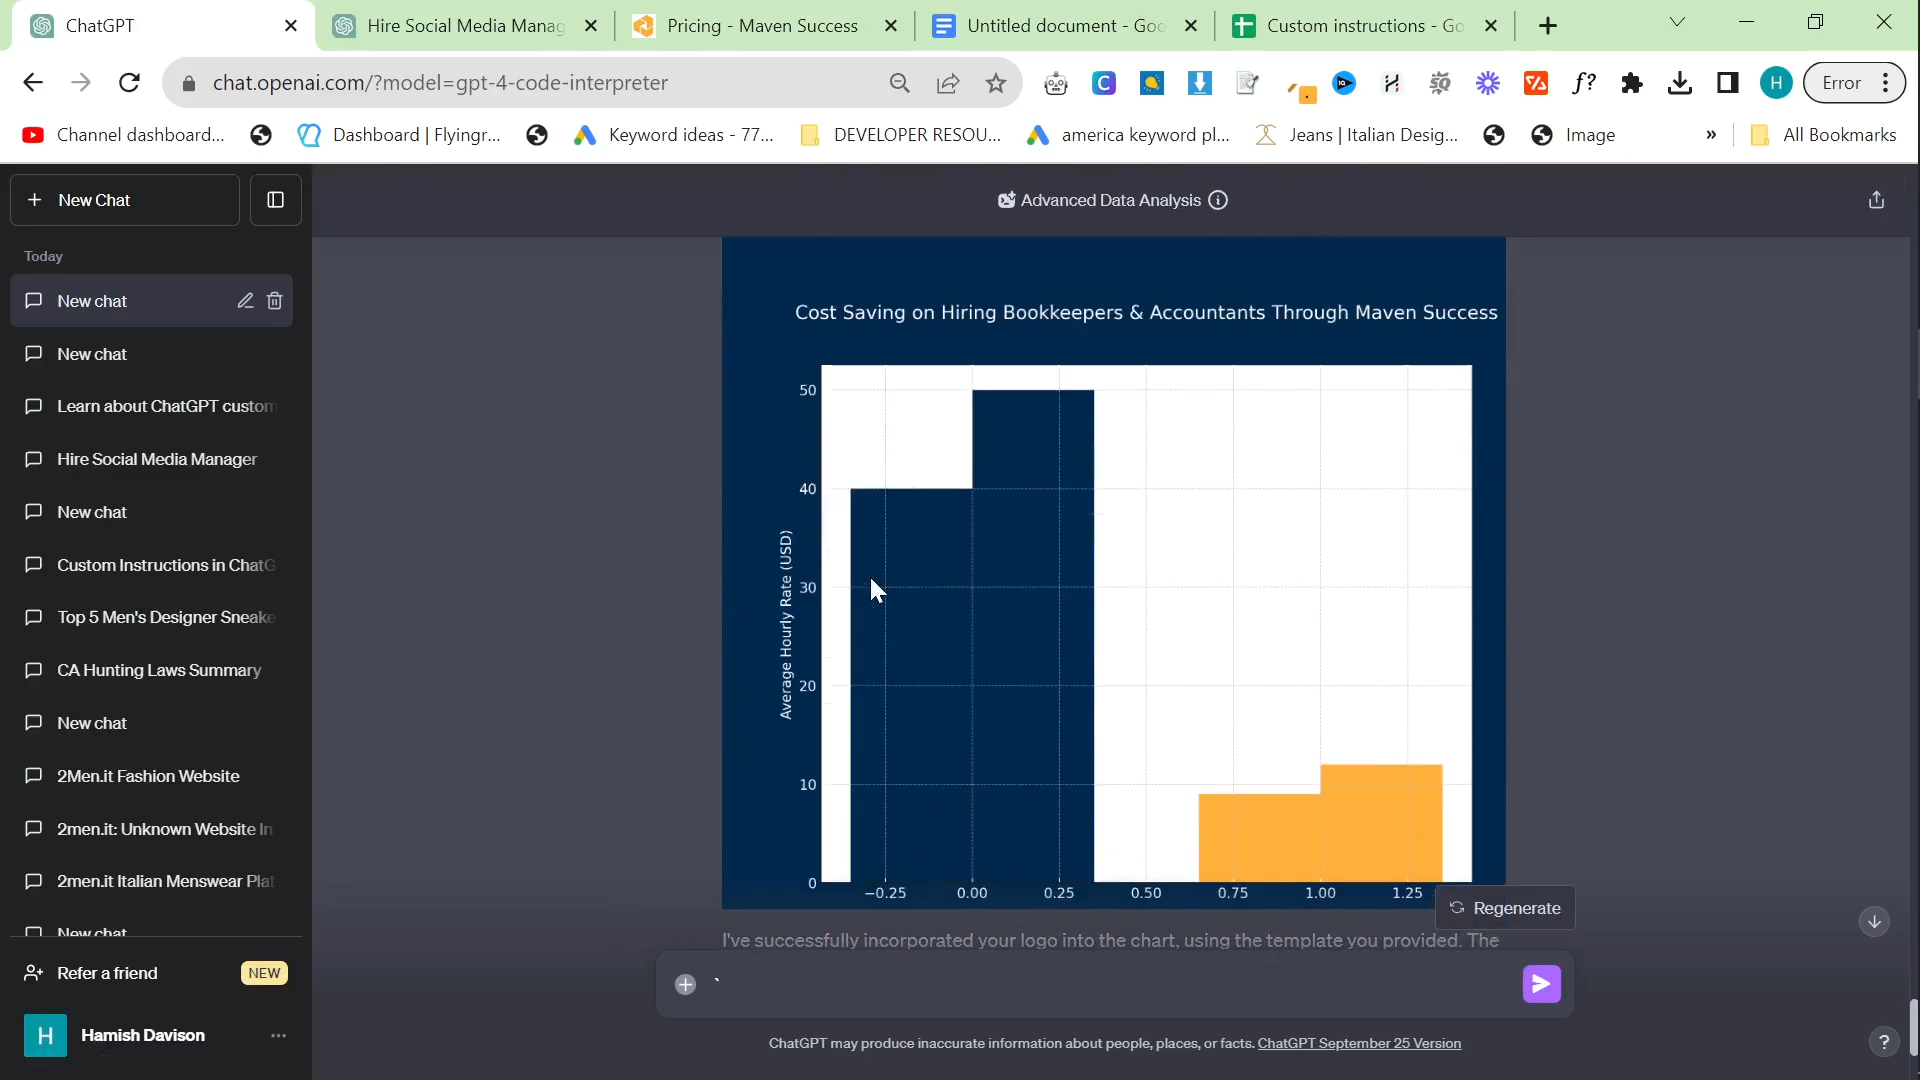 ChatGPT
Hire Social Media Manag
Pricing - Maven Success
Untitled document - Goo
Custom instructions - Go
chat.openai.com/?model=gpt-4-code-interpreter
Error
Channel dashboard...
Dashboard | Flyingr...
Keyword ideas - 77...
DEVELOPER RESOU...
america keyword pl...
Jeans | Italian Desig...
Image
»
All Bookmarks
New Chat
Advanced Data Analysis
Today
New chat
New chat
Learn about ChatGPT custom
Hire Social Media Manager
New chat
Custom Instructions in ChatG
Top 5 Men's Designer Sneake
CA Hunting Laws Summary
New chat
2Men.it Fashion Website
2men.it: Unknown Website In
2men.it Italian Menswear Plat
New chat
Refer a friend
NEW
H
Hamish Davison
Cost Saving on Hiring Bookkeepers & Accountants Through Maven Success
Average Hourly Rate (USD)
50
40
30
20
10
0
−0.25 0.00 0.25 0.50 0.75 1.00 1.25
Regenerate
I've successfully incorporated your logo into the chart, using the template you provided. The
`
ChatGPT may produce inaccurate information about people, places, or facts. ChatGPT September 25 Version
?